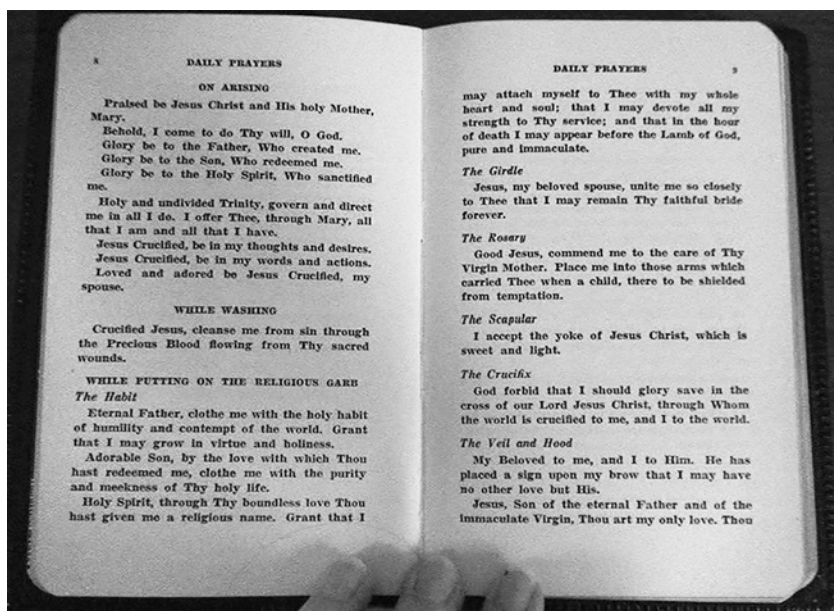 8 DAILY PRAYERS
ON ARISING
Praised be Jesus Christ and His holy Mother,
Mary.
Behold, I come to do Thy will, O God.
Glory be to the Father, Who created me.
Glory be to the Son, Who redeemed me.
Glory be to the Holy Spirit, Who sanctified
me.
Holy and undivided Trinity, govern and direct
me in all I do. I offer Thee, through Mary, all
that I am and all that I have.
Jesus Crucified, be in my thoughts and desires.
Jesus Crucified, be in my words and actions.
Loved and adored be Jesus Crucified, my
spouse.
WHILE WASHING
Crucified Jesus, cleanse me from sin through
the Precious Blood flowing from Thy sacred
wounds.
WHILE PUTTING ON THE RELIGIOUS GARB
The Habit
Eternal Father, clothe me with the holy habit
of humility and contempt of the world. Grant
that I may grow in virtue and holiness.
Adorable Son, by the love with which Thou
hast redeemed me, clothe me with the purity
and meekness of Thy holy life.
Holy Spirit, through Thy boundless love Thou
hast given me a religious name. Grant that I
DAILY PRAYERS 9
may attach myself to Thee with my whole
heart and soul; that I may devote all my
strength to Thy service; and that in the hour
of death I may appear before the Lamb of God,
pure and immaculate.
The Girdle
Jesus, my beloved spouse, unite me so closely
to Thee that I may remain Thy faithful bride
forever.
The Rosary
Good Jesus, commend me to the care of Thy
Virgin Mother. Place me into those arms which
carried Thee when a child, there to be shielded
from temptation.
The Scapular
I accept the yoke of Jesus Christ, which is
sweet and light.
The Crucifix
God forbid that I should glory save in the
cross of our Lord Jesus Christ, through Whom
the world is crucified to me, and I to the world.
The Veil and Hood
My Beloved to me, and I to Him. He has
placed a sign upon my brow that I may have
no other love but His.
Jesus, Son of the eternal Father and of the
immaculate Virgin, Thou art my only love. Thou